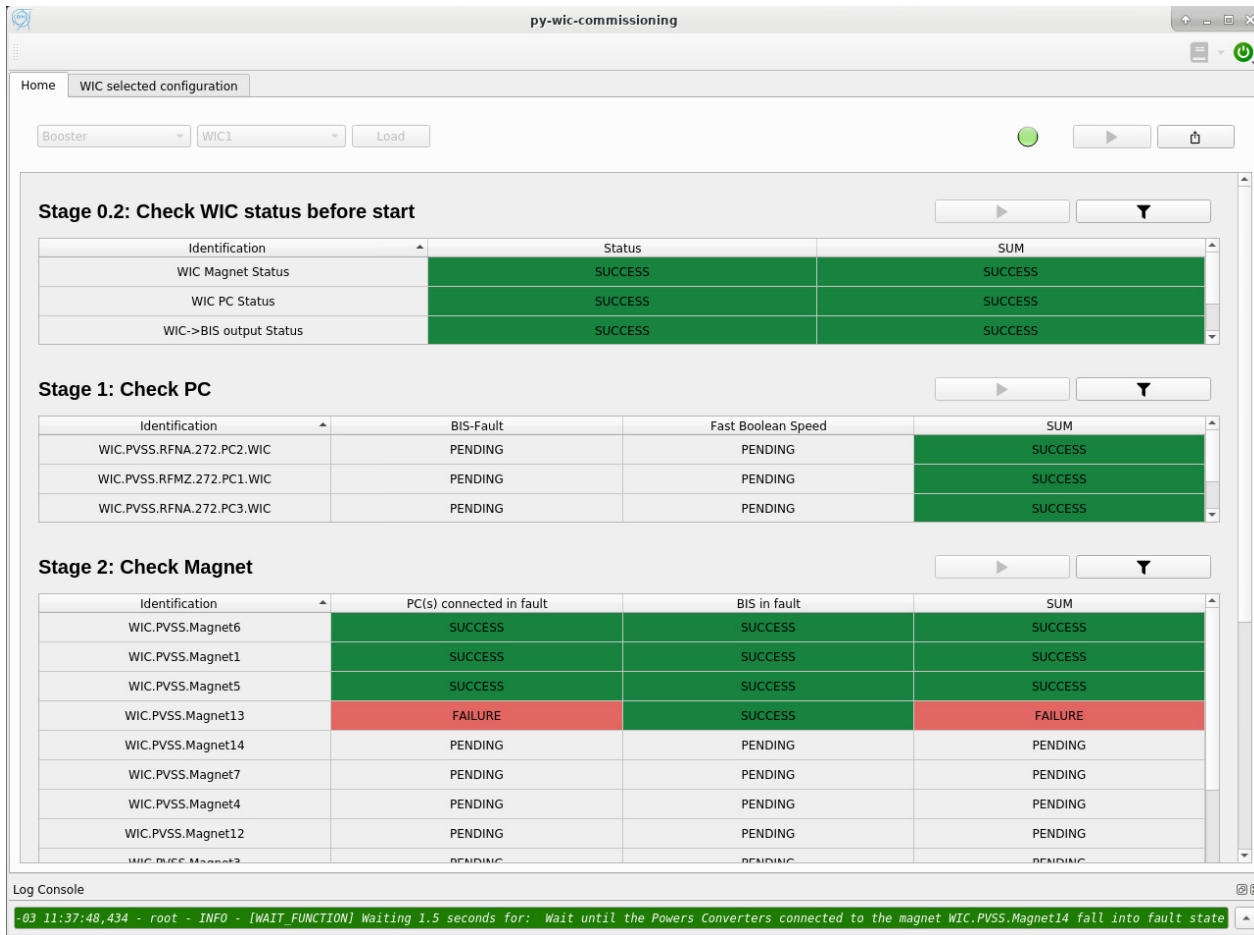 py-wic-commissioning
Home WIC selected configuration
Booster WIC1 Load
Stage 0.2: Check WIC status before start
Identification Status SUM
WIC Magnet Status SUCCESS SUCCESS
WIC PC Status SUCCESS SUCCESS
WIC->BIS output Status SUCCESS SUCCESS
Stage 1: Check PC
Identification BIS-Fault Fast Boolean Speed SUM
WIC.PVSS.RFNA.272.PC2.WIC PENDING PENDING SUCCESS
WIC.PVSS.RFMZ.272.PC1.WIC PENDING PENDING SUCCESS
WIC.PVSS.RFNA.272.PC3.WIC PENDING PENDING SUCCESS
Stage 2: Check Magnet
Identification PC(s) connected in fault BIS in fault SUM
WIC.PVSS.Magnet6 SUCCESS SUCCESS SUCCESS
WIC.PVSS.Magnet1 SUCCESS SUCCESS SUCCESS
WIC.PVSS.Magnet5 SUCCESS SUCCESS SUCCESS
WIC.PVSS.Magnet13 FAILURE SUCCESS FAILURE
WIC.PVSS.Magnet14 PENDING PENDING PENDING
WIC.PVSS.Magnet7 PENDING PENDING PENDING
WIC.PVSS.Magnet4 PENDING PENDING PENDING
WIC.PVSS.Magnet12 PENDING PENDING PENDING
WIC.PVSS.Magnet3 PENDING PENDING PENDING
Log Console
-03 11:37:48,434 - root - INFO - [WAIT_FUNCTION] Waiting 1.5 seconds for: Wait until the Powers Converters connected to the magnet WIC.PVSS.Magnet14 fall into fault state